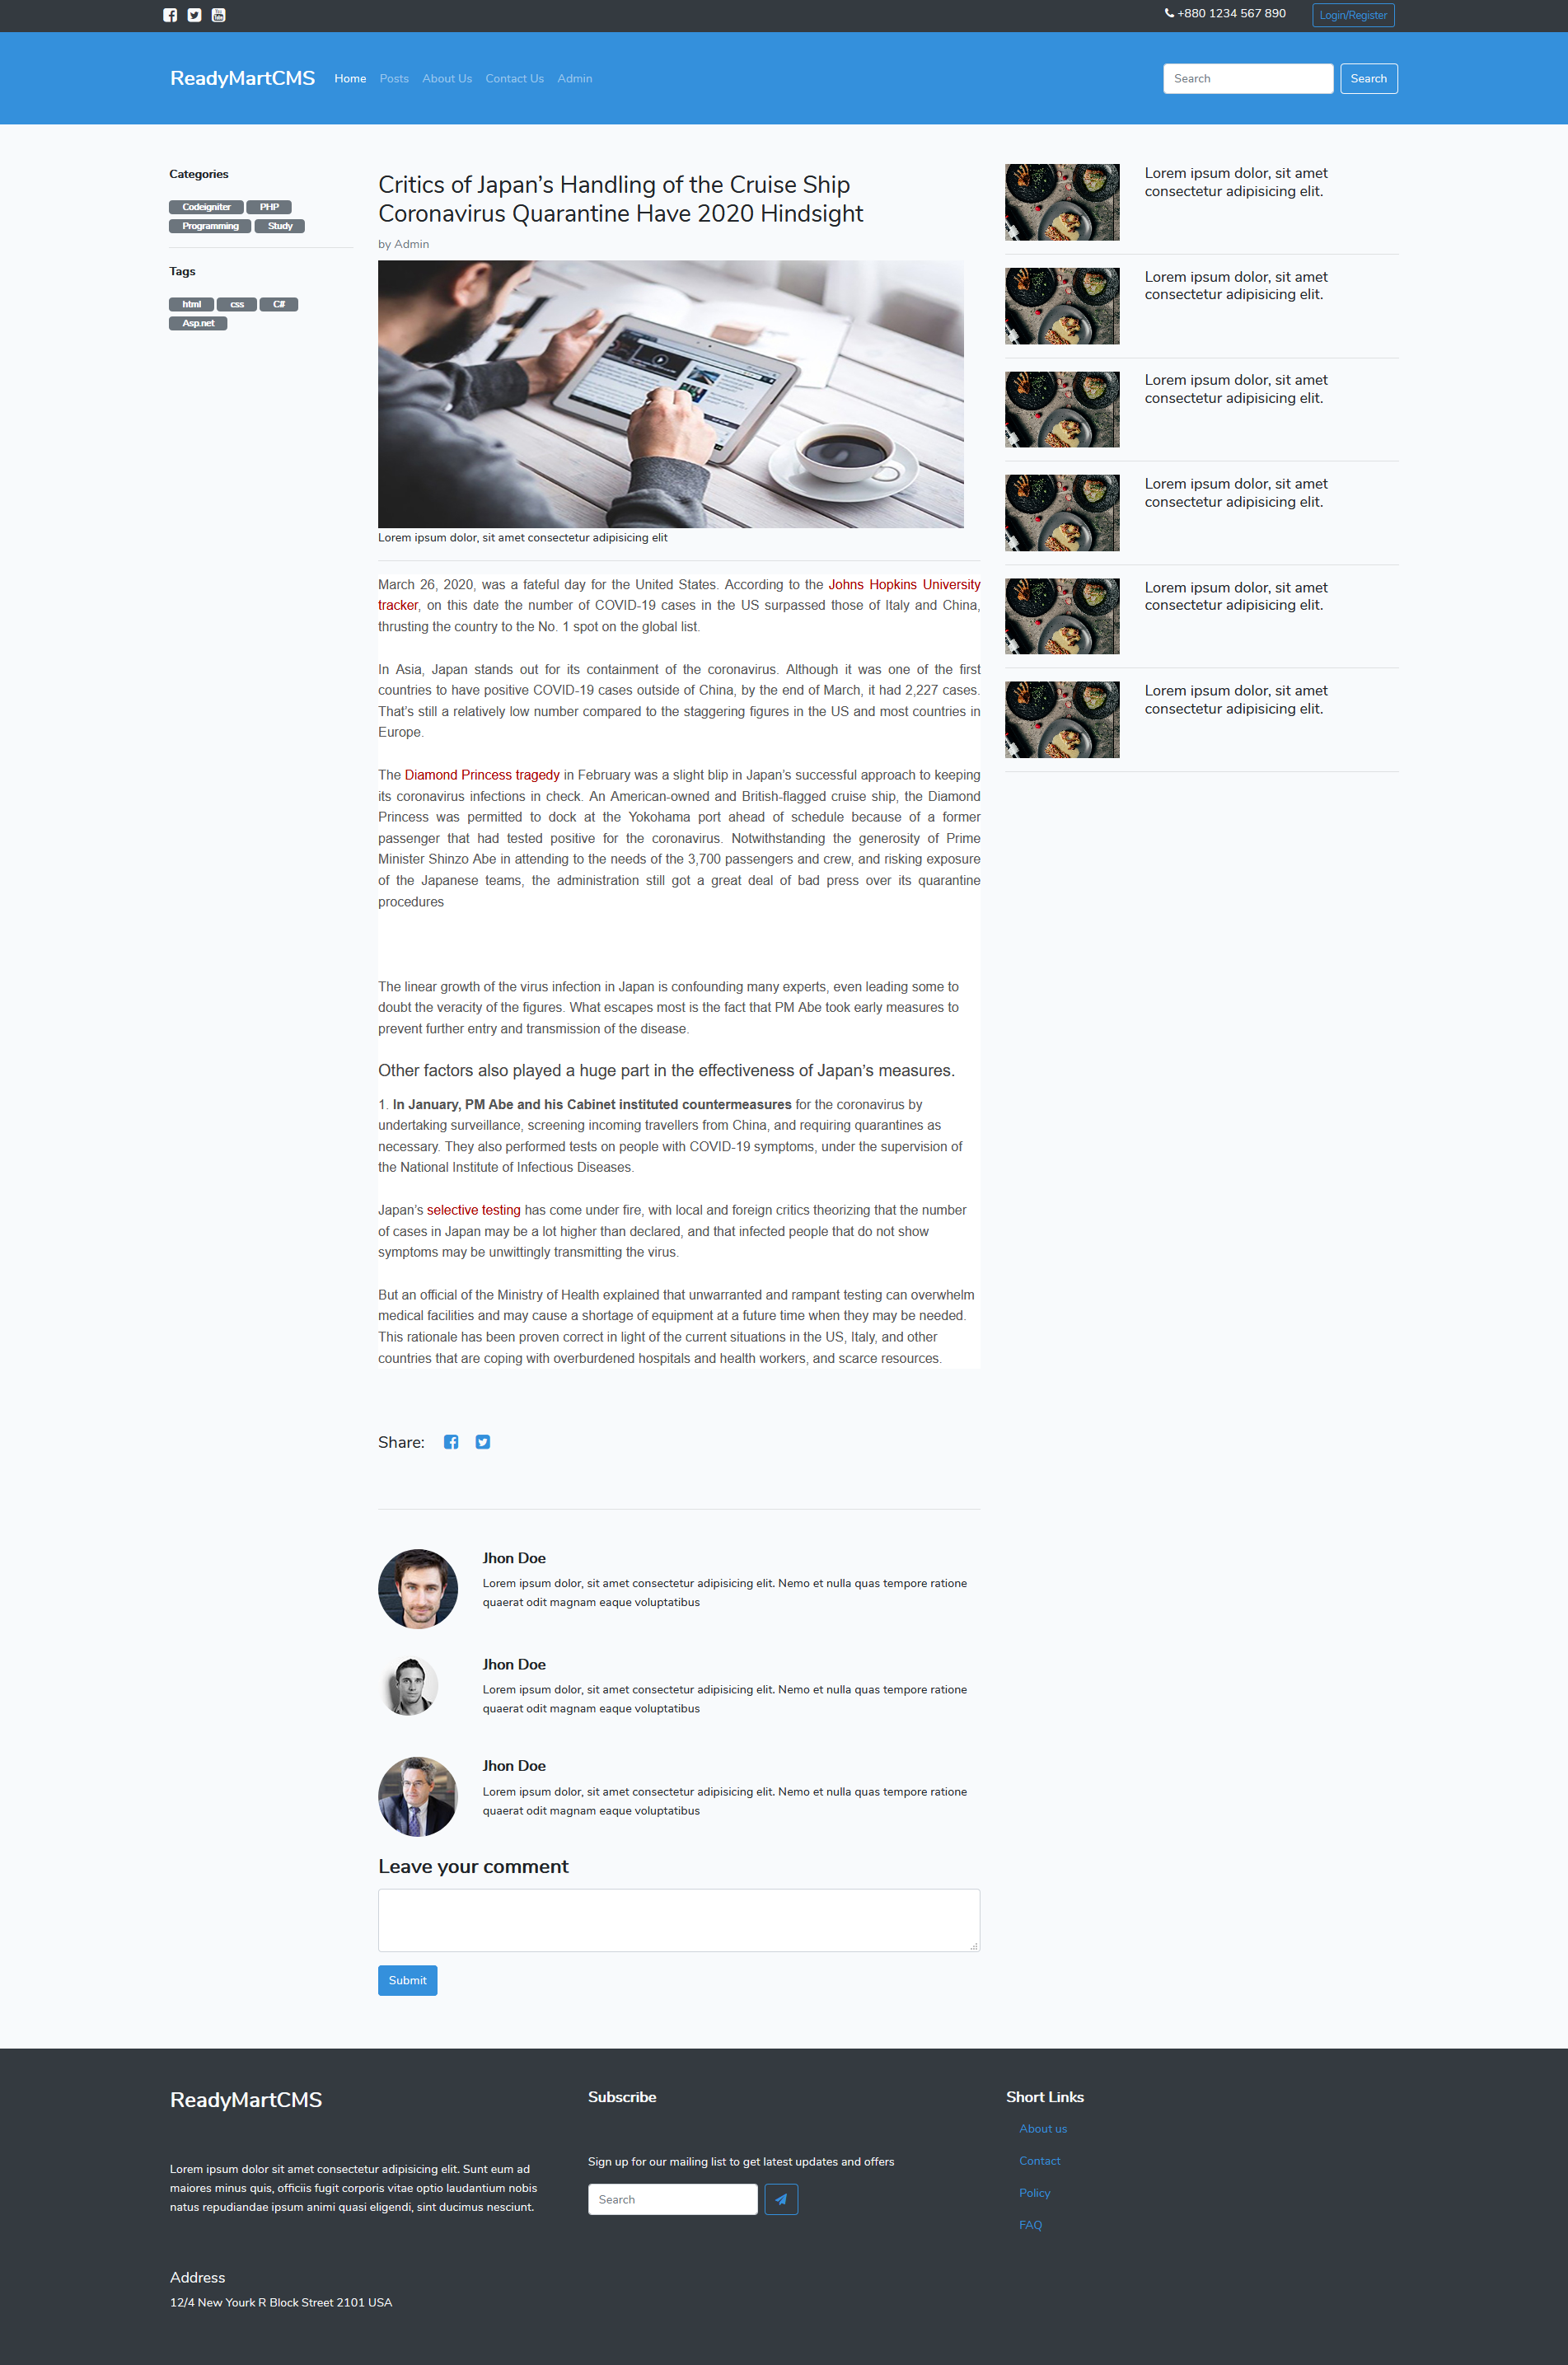 +880 1234 567 890
Login/Register
ReadyMartCMS
Home
Posts
About Us
Contact Us
Admin
Search
Search
Categories
Codeigniter
PHP
Programming
Study
Tags
html
css
C#
Asp.net
Critics of Japan’s Handling of the Cruise Ship
Coronavirus Quarantine Have 2020 Hindsight
by Admin
Lorem ipsum dolor, sit amet consectetur adipisicing elit
March 26, 2020, was a fateful day for the United States. According to the Johns Hopkins University
tracker, on this date the number of COVID-19 cases in the US surpassed those of Italy and China,
thrusting the country to the No. 1 spot on the global list.
In Asia, Japan stands out for its containment of the coronavirus. Although it was one of the first
countries to have positive COVID-19 cases outside of China, by the end of March, it had 2,227 cases.
That’s still a relatively low number compared to the staggering figures in the US and most countries in
Europe.
The Diamond Princess tragedy in February was a slight blip in Japan’s successful approach to keeping
its coronavirus infections in check. An American-owned and British-flagged cruise ship, the Diamond
Princess was permitted to dock at the Yokohama port ahead of schedule because of a former
passenger that had tested positive for the coronavirus. Notwithstanding the generosity of Prime
Minister Shinzo Abe in attending to the needs of the 3,700 passengers and crew, and risking exposure
of the Japanese teams, the administration still got a great deal of bad press over its quarantine
procedures
The linear growth of the virus infection in Japan is confounding many experts, even leading some to
doubt the veracity of the figures. What escapes most is the fact that PM Abe took early measures to
prevent further entry and transmission of the disease.
Other factors also played a huge part in the effectiveness of Japan’s measures.
1. In January, PM Abe and his Cabinet instituted countermeasures for the coronavirus by
undertaking surveillance, screening incoming travellers from China, and requiring quarantines as
necessary. They also performed tests on people with COVID-19 symptoms, under the supervision of
the National Institute of Infectious Diseases.
Japan’s selective testing has come under fire, with local and foreign critics theorizing that the number
of cases in Japan may be a lot higher than declared, and that infected people that do not show
symptoms may be unwittingly transmitting the virus.
But an official of the Ministry of Health explained that unwarranted and rampant testing can overwhelm
medical facilities and may cause a shortage of equipment at a future time when they may be needed.
This rationale has been proven correct in light of the current situations in the US, Italy, and other
countries that are coping with overburdened hospitals and health workers, and scarce resources.
Share:
Jhon Doe
Lorem ipsum dolor, sit amet consectetur adipisicing elit. Nemo et nulla quas tempore ratione
quaerat odit magnam eaque voluptatibus
Jhon Doe
Lorem ipsum dolor, sit amet consectetur adipisicing elit. Nemo et nulla quas tempore ratione
quaerat odit magnam eaque voluptatibus
Jhon Doe
Lorem ipsum dolor, sit amet consectetur adipisicing elit. Nemo et nulla quas tempore ratione
quaerat odit magnam eaque voluptatibus
Leave your comment
Submit
Lorem ipsum dolor, sit amet
consectetur adipisicing elit.
Lorem ipsum dolor, sit amet
consectetur adipisicing elit.
Lorem ipsum dolor, sit amet
consectetur adipisicing elit.
Lorem ipsum dolor, sit amet
consectetur adipisicing elit.
Lorem ipsum dolor, sit amet
consectetur adipisicing elit.
Lorem ipsum dolor, sit amet
consectetur adipisicing elit.
ReadyMartCMS
Lorem ipsum dolor sit amet consectetur adipisicing elit. Sunt eum ad
maiores minus quis, officiis fugit corporis vitae optio laudantium nobis
natus repudiandae ipsum animi quasi eligendi, sint ducimus nesciunt.
Address
12/4 New Yourk R Block Street 2101 USA
Subscribe
Sign up for our mailing list to get latest updates and offers
Search
Short Links
About us
Contact
Policy
FAQ